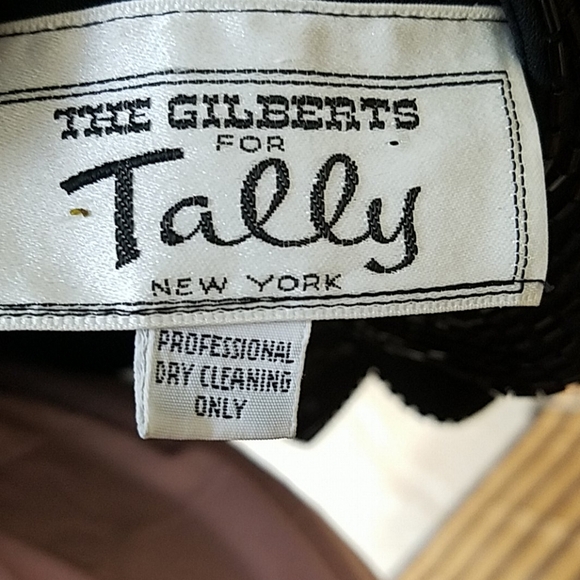 THE GILBERTS
FOR
Tally
NEW YORK
PROFESSIONAL
DRY CLEANING
ONLY